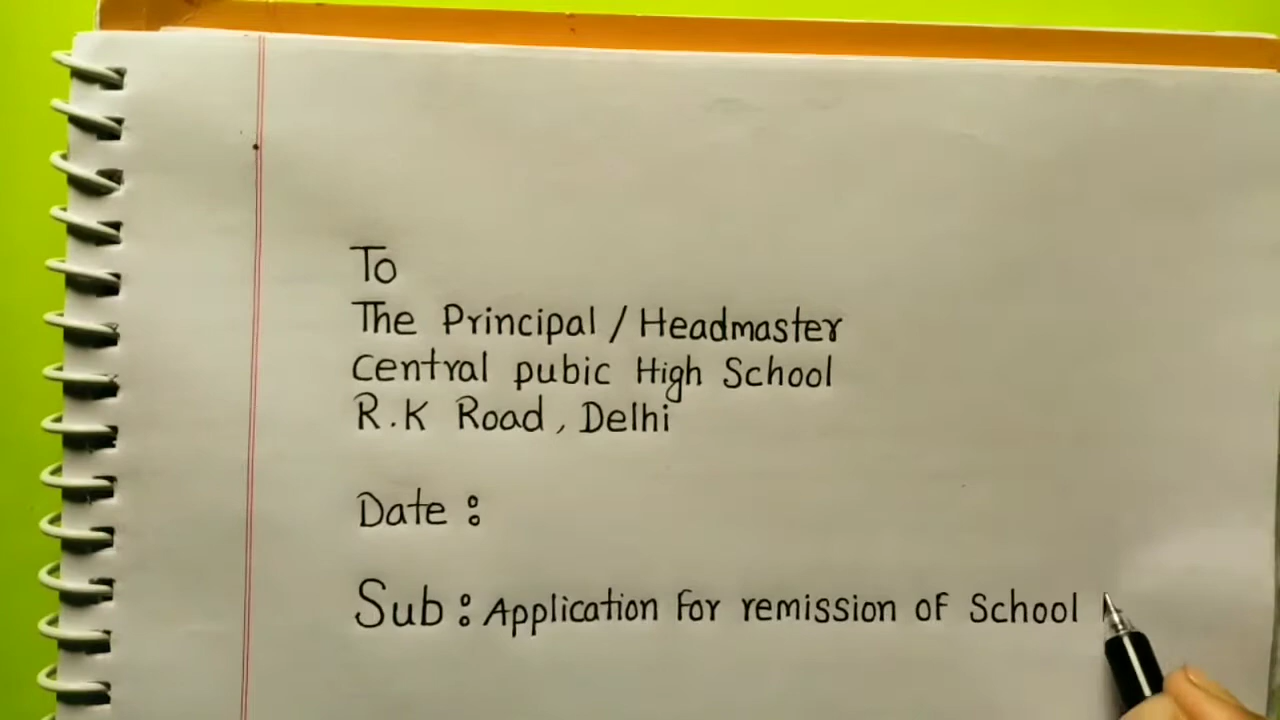 To
The Principal / Headmaster
Central pubic High School
R.K Road, Delhi
Date :
Sub : Application For remission of School